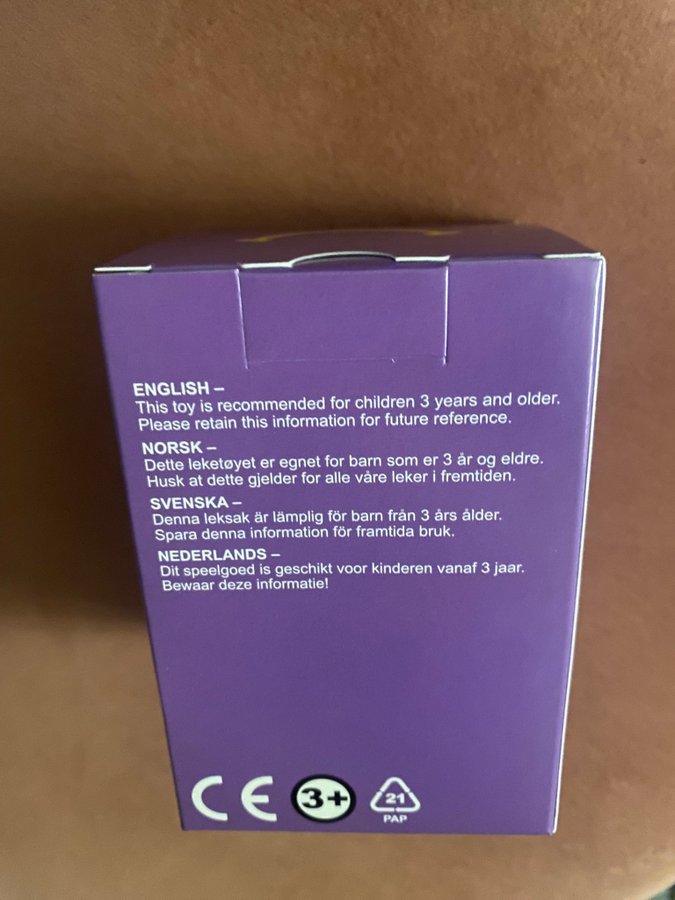 ENGLISH –
This toy is recommended for children 3 years and older.
Please retain this information for future reference.
NORSK –
Dette leketøyet er egnet for barn som er 3 år og eldre.
Husk at dette gjelder for alle våre leker i fremtiden.
SVENSKA –
Denna leksak är lämplig för barn från 3 års ålder.
Spara denna information för framtida bruk.
NEDERLANDS –
Dit speelgoed is geschikt voor kinderen vanaf 3 jaar.
Bewaar deze informatie!
CE 3+ 21
PAP